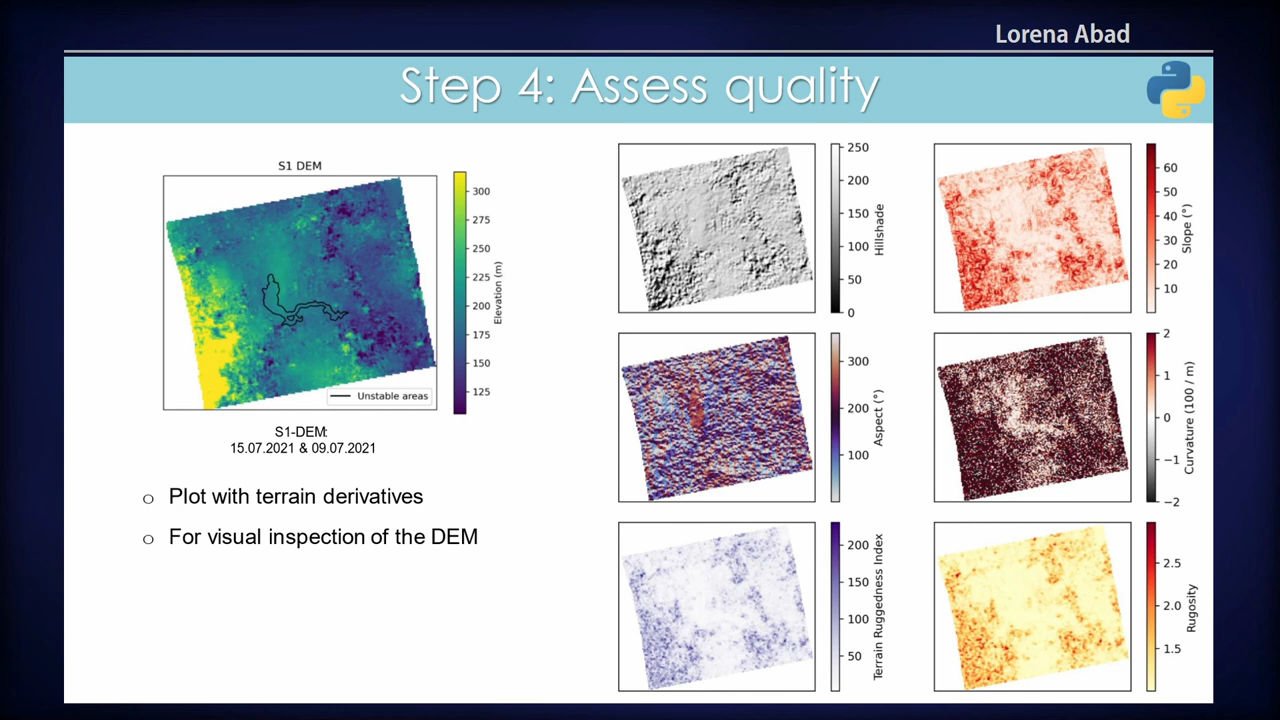 Lorena Abad
Step 4: Assess quality
S1 DEM
300
275
250
225
200
175
150
125
Elevation (m)
Unstable areas
S1-DEM:
15.07.2021 & 09.07.2021
o Plot with terrain derivatives
o For visual inspection of the DEM
250
200
150
100
50
0
Hillshade
60
50
40
30
20
10
Slope (°)
300
200
100
Aspect (°)
2
1
0
−1
−2
Curvature (100 / m)
200
150
100
50
Terrain Ruggedness Index
2.5
2.0
1.5
Rugosity